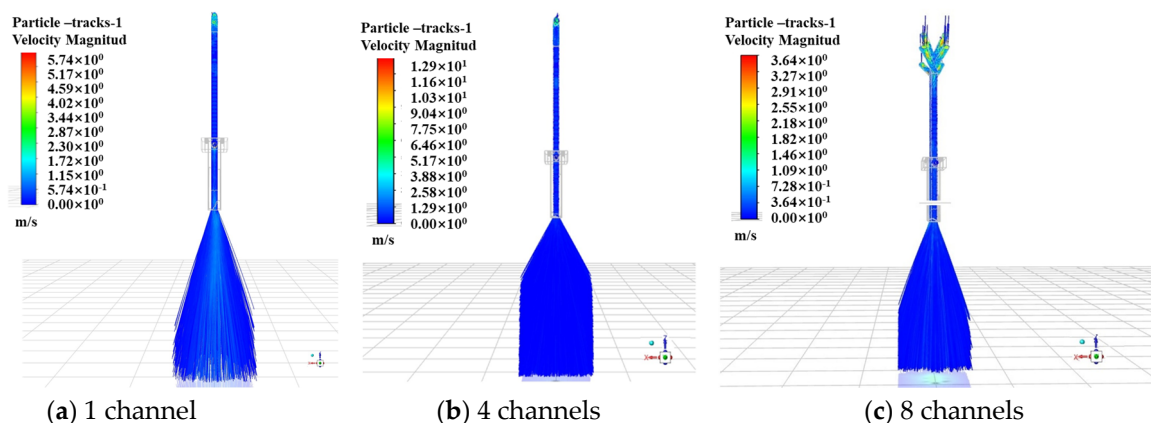 Particle –tracks-1
Velocity Magnitud
5.74×10⁰
5.17×10⁰
4.59×10⁰
4.02×10⁰
3.44×10⁰
2.87×10⁰
2.30×10⁰
1.72×10⁰
1.15×10⁰
5.74×10⁻¹
0.00×10⁰
m/s
(a) 1 channel
Particle –tracks-1
Velocity Magnitud
1.29×10¹
1.16×10¹
1.03×10¹
9.04×10⁰
7.75×10⁰
6.46×10⁰
5.17×10⁰
3.88×10⁰
2.58×10⁰
1.29×10⁰
0.00×10⁰
m/s
X
(b) 4 channels
Particle –tracks-1
Velocity Magnitud
3.64×10⁰
3.27×10⁰
2.91×10⁰
2.55×10⁰
2.18×10⁰
1.82×10⁰
1.46×10⁰
1.09×10⁰
7.28×10⁻¹
3.64×10⁻¹
0.00×10⁰
m/s
X
(c) 8 channels